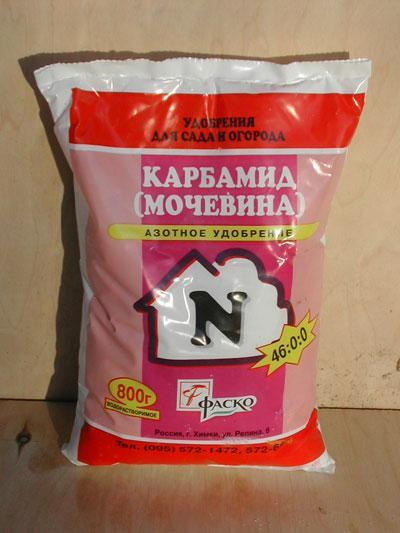 УДОБРЕНИЯ
ДЛЯ САДА И ОГОРОДА
КАРБАМИД
(МОЧЕВИНА)
АЗОТНОЕ УДОБРЕНИЕ
N
46:0:0
800г
ВОДОРАСТВОРИМОЕ
ФАСКО
Россия, г. Химки, ул. Репина, 6
Тел. (095) 572-1472, 572-6